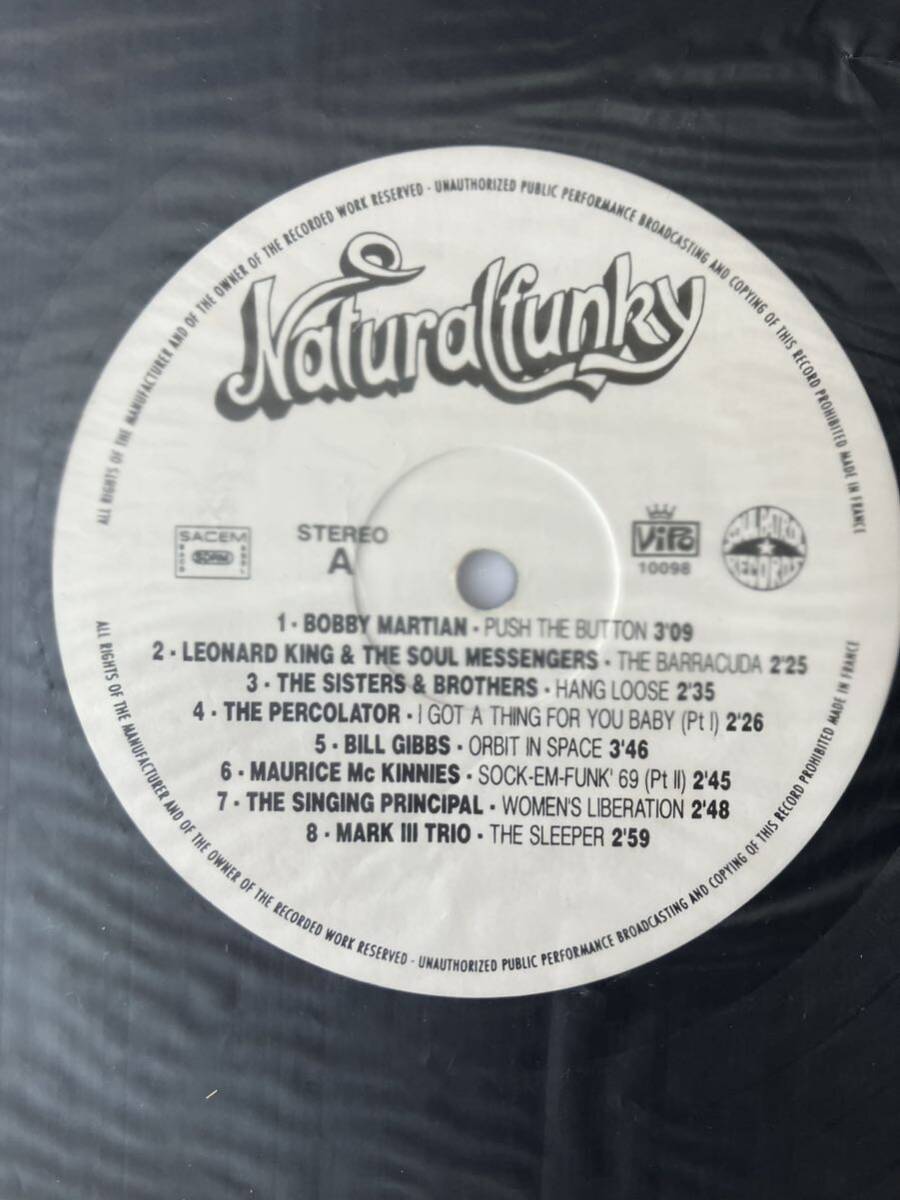 ALL RIGHTS OF THE MANUFACTURER AND OF THE OWNER OF THE RECORDED WORK RESERVED - UNAUTHORIZED PUBLIC PERFORMANCE BROADCASTING AND COPYING OF THIS RECORD PROHIBITED MADE IN FRANCE
Naturalfunky
SACEM
SDRM
STEREO
A
ViPo
10098
RECORDS
1 - BOBBY MARTIAN - PUSH THE BUTTON 3'09
2 - LEONARD KING & THE SOUL MESSENGERS - THE BARRACUDA 2'25
3 - THE SISTERS & BROTHERS - HANG LOOSE 2'35
4 - THE PERCOLATOR - I GOT A THING FOR YOU BABY (Pt I) 2'26
5 - BILL GIBBS - ORBIT IN SPACE 3'46
6 - MAURICE Mc KINNIES - SOCK-EM-FUNK' 69 (Pt II) 2'45
7 - THE SINGING PRINCIPAL - WOMEN'S LIBERATION 2'48
8 - MARK III TRIO - THE SLEEPER 2'59
ALL RIGHTS OF THE MANUFACTURER AND OF THE OWNER OF THE RECORDED WORK RESERVED - UNAUTHORIZED PUBLIC PERFORMANCE BROADCASTING AND COPYING OF THIS RECORD PROHIBITED MADE IN FRANCE